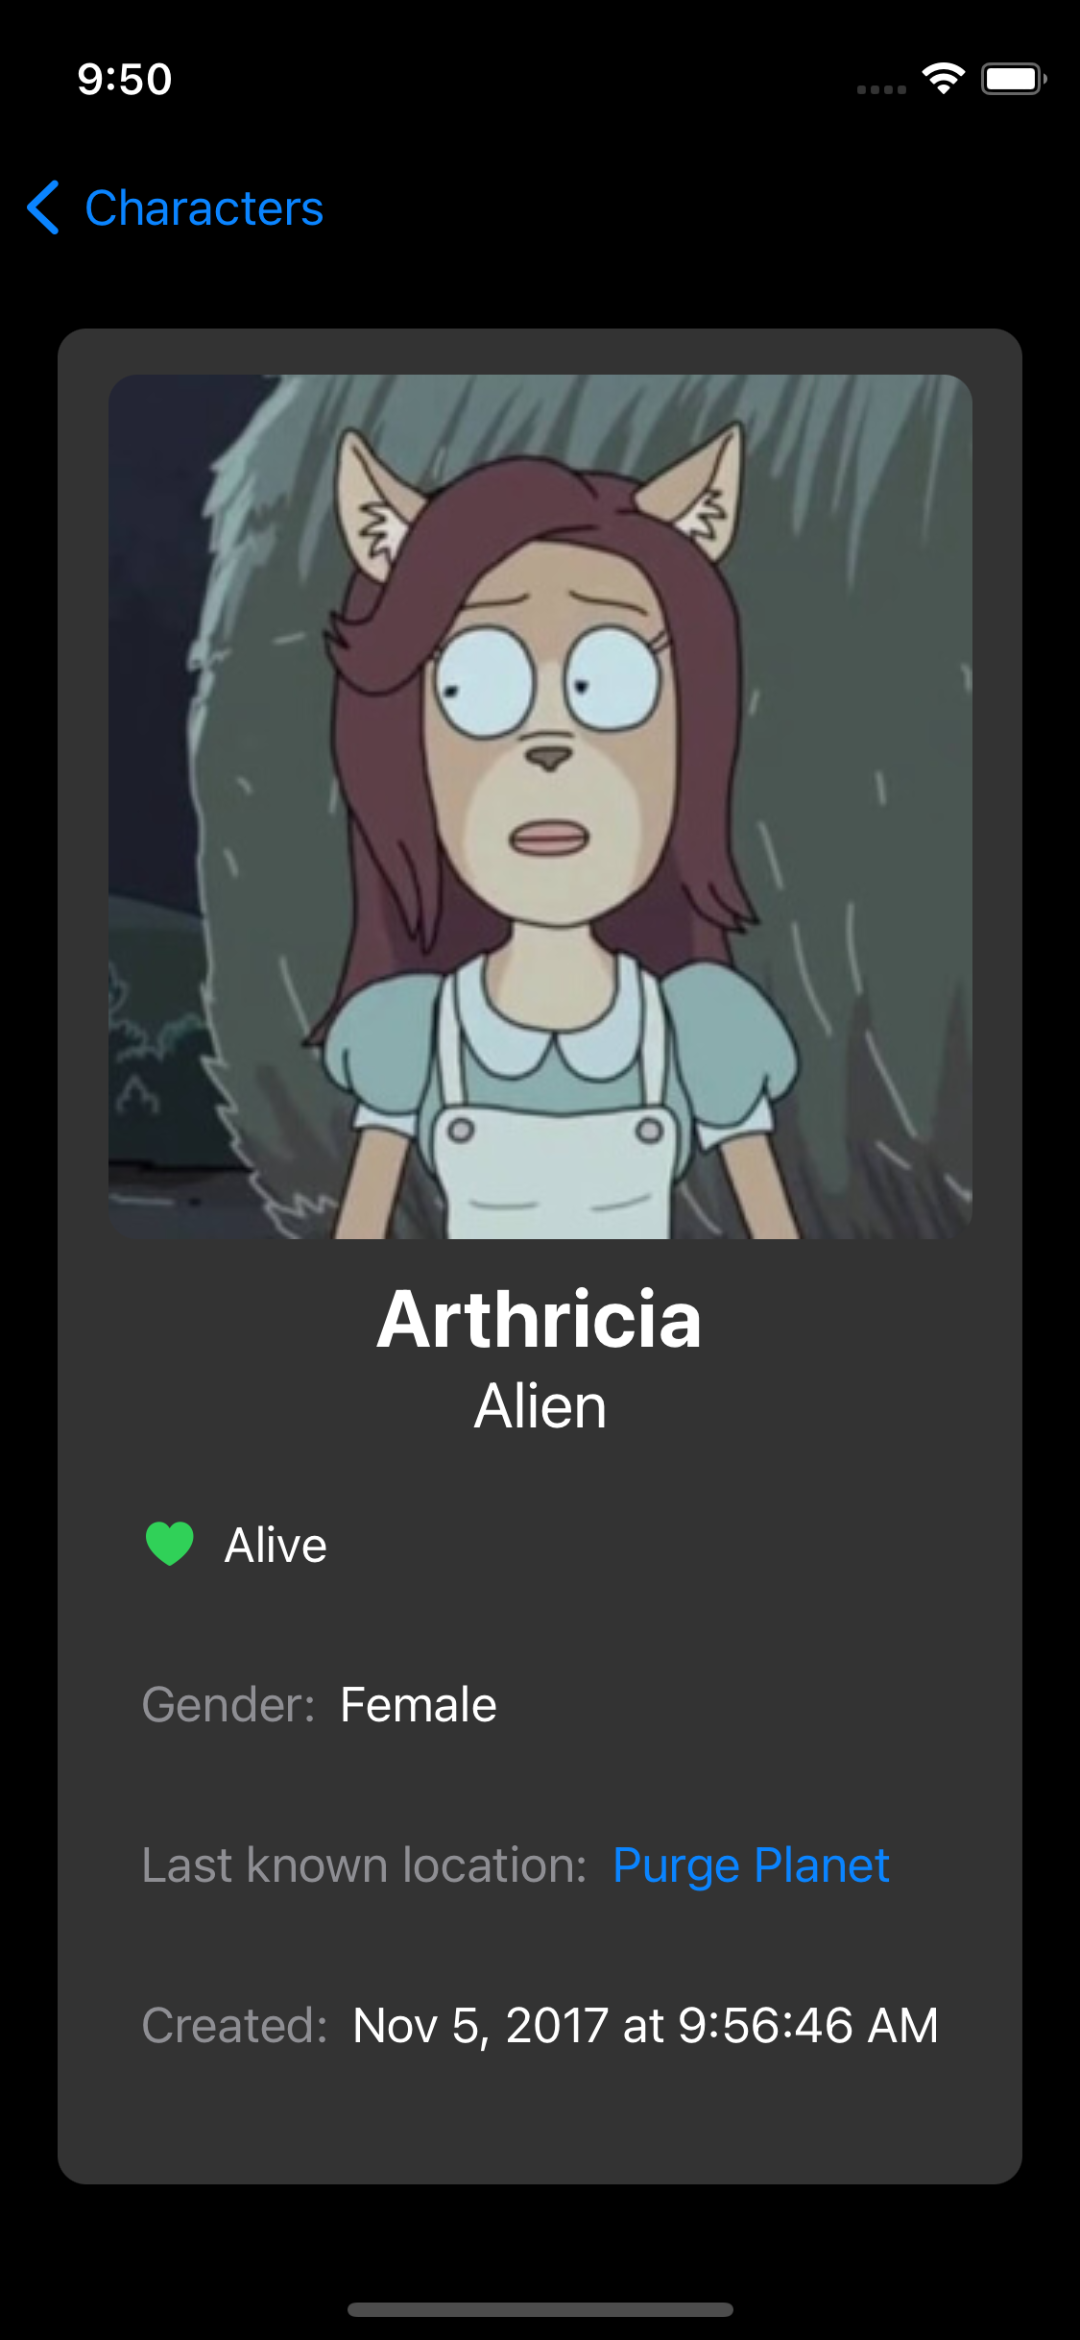 9:50
Characters
Arthricia
Alien
Alive
Gender: Female
Last known location: Purge Planet
Created: Nov 5, 2017 at 9:56:46 AM